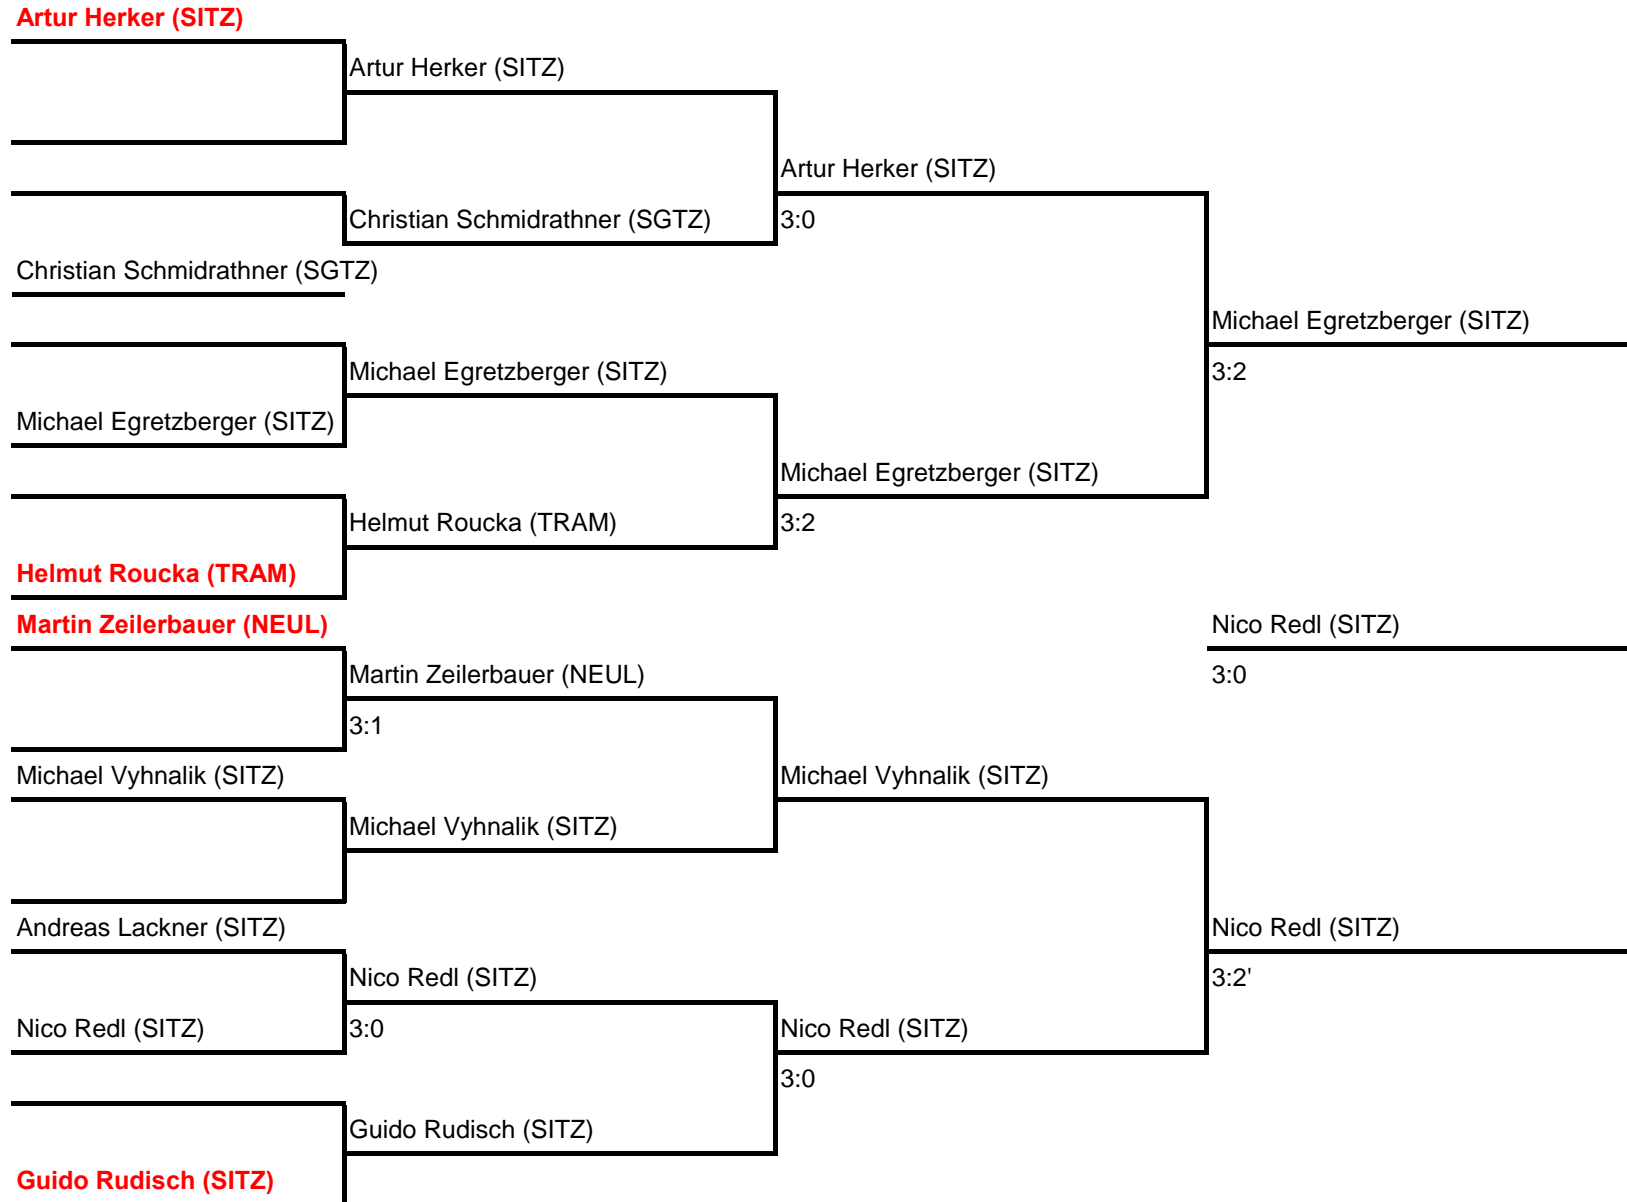 Artur Herker (SITZ)
Artur Herker (SITZ)
Artur Herker (SITZ)
Christian Schmidrathner (SGTZ)
3:0
Christian Schmidrathner (SGTZ)
Michael Egretzberger (SITZ)
Michael Egretzberger (SITZ)
3:2
Michael Egretzberger (SITZ)
Michael Egretzberger (SITZ)
Helmut Roucka (TRAM)
3:2
Helmut Roucka (TRAM)
Martin Zeilerbauer (NEUL)
Nico Redl (SITZ)
Martin Zeilerbauer (NEUL)
3:0
3:1
Michael Vyhnalik (SITZ)
Michael Vyhnalik (SITZ)
Michael Vyhnalik (SITZ)
Andreas Lackner (SITZ)
Nico Redl (SITZ)
Nico Redl (SITZ)
3:2'
Nico Redl (SITZ)
3:0
Nico Redl (SITZ)
3:0
Guido Rudisch (SITZ)
Guido Rudisch (SITZ)